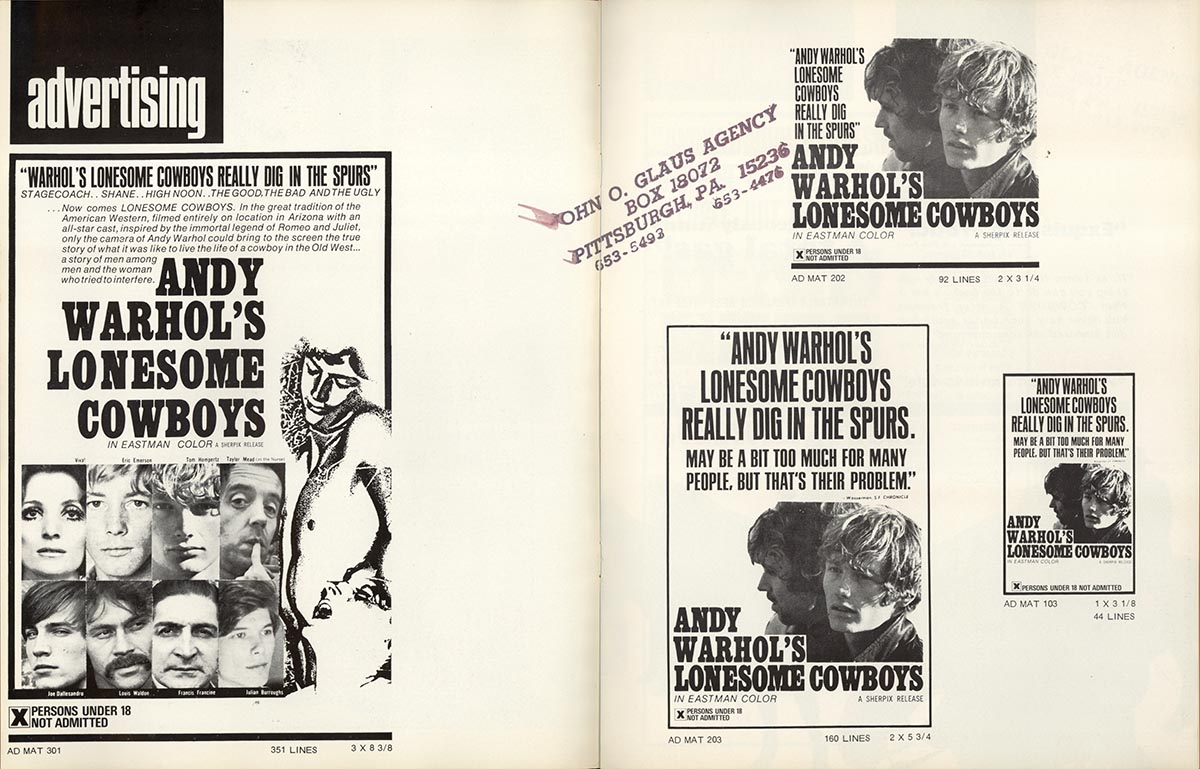 advertising
"WARHOL'S LONESOME COWBOYS REALLY DIG IN THE SPURS"
STAGECOACH.. SHANE.. HIGH NOON.. THE GOOD, THE BAD AND THE UGLY
...Now comes LONESOME COWBOYS. In the great tradition of the
American Western, filmed entirely on location in Arizona with an
all-star cast, inspired by the immortal legend of Romeo and Juliet,
only the camera of Andy Warhol could bring to the screen the true
story of what it was like to live the life of a cowboy in the Old West...
a story of men among
men and the woman
who tried to interfere.
ANDY
WARHOL'S
LONESOME
COWBOYS
IN EASTMAN COLOR A SHERPIX RELEASE
Viva! Eric Emerson Tom Hompertz Taylor Mead (as the Nurse)
Joe Dallesandro Louis Waldon Francis Francine Julian Burroughs
X PERSONS UNDER 18
NOT ADMITTED
AD MAT 301 351 LINES 3 X 8 3/8
JOHN O. GLAUS AGENCY
BOX 18072
PITTSBURGH, PA. 15236
653-5493 653-4476
"ANDY WARHOL'S
LONESOME
COWBOYS
REALLY DIG
IN THE SPURS"
ANDY
WARHOL'S
LONESOME COWBOYS
IN EASTMAN COLOR A SHERPIX RELEASE
X PERSONS UNDER 18
NOT ADMITTED
AD MAT 202 92 LINES 2 X 3 1/4
"ANDY WARHOL'S
LONESOME COWBOYS
REALLY DIG IN THE SPURS.
MAY BE A BIT TOO MUCH FOR MANY
PEOPLE, BUT THAT'S THEIR PROBLEM."
- Wasserman, S.F. CHRONICLE
ANDY
WARHOL'S
LONESOME COWBOYS
IN EASTMAN COLOR A SHERPIX RELEASE
X PERSONS UNDER 18
NOT ADMITTED
AD MAT 203 160 LINES 2 X 5 3/4
"ANDY WARHOL'S
LONESOME COWBOYS
REALLY DIG IN THE SPURS.
MAY BE A BIT TOO MUCH FOR MANY
PEOPLE, BUT THAT'S THEIR PROBLEM."
ANDY
WARHOL'S
LONESOME COWBOYS
IN EASTMAN COLOR A SHERPIX RELEASE
X PERSONS UNDER 18 NOT ADMITTED
AD MAT 103 1 X 3 1/8
44 LINES